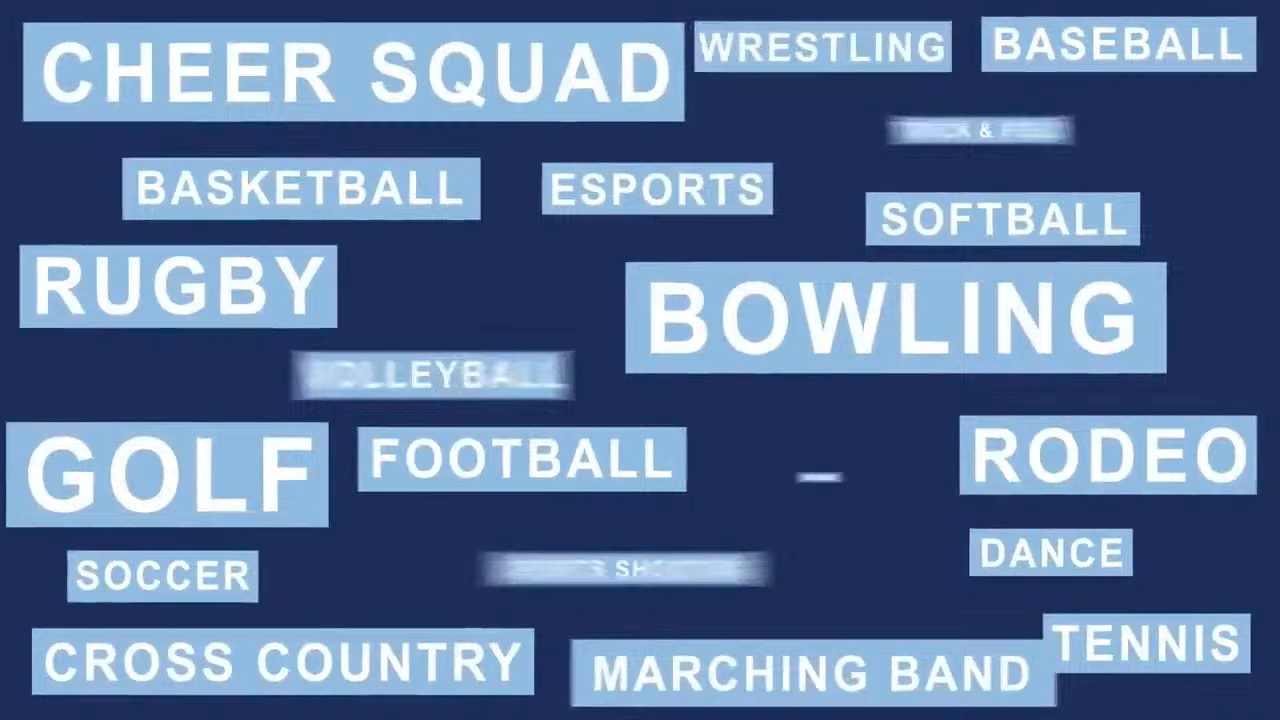 CHEER SQUAD
WRESTLING
BASEBALL
BASKETBALL
ESPORTS
SOFTBALL
RUGBY
BOWLING
VOLLEYBALL
GOLF
FOOTBALL
RODEO
SOCCER
DANCE
CROSS COUNTRY
MARCHING BAND
TENNIS